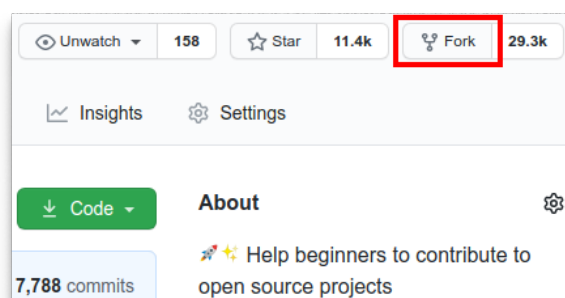 Unwatch 158 Star 11.4k Fork 29.3k
Insights Settings
Code About
🚀✨ Help beginners to contribute to
7,788 commits open source projects